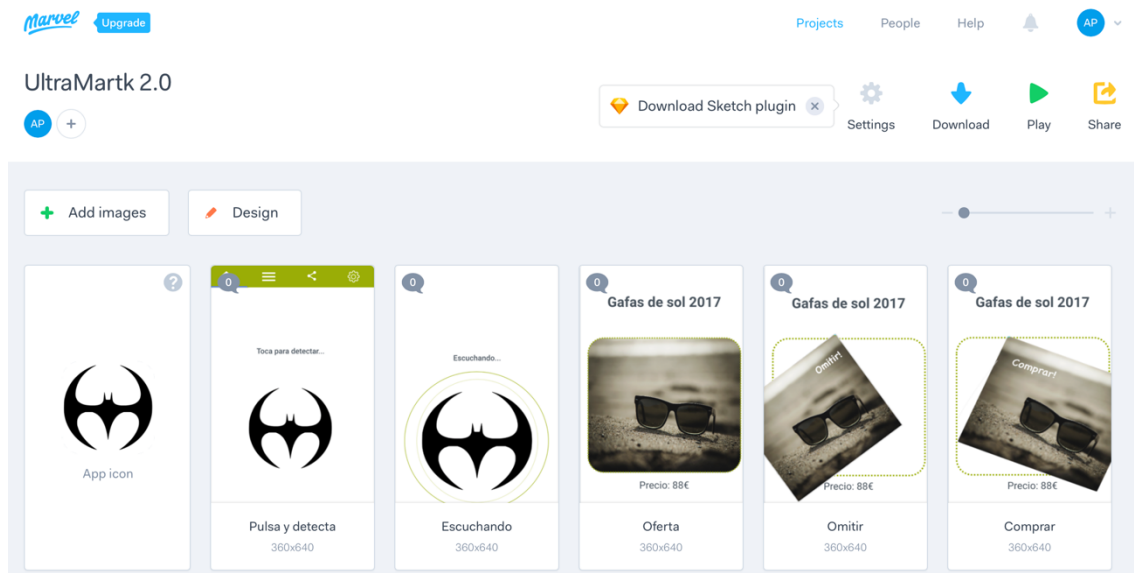 Marvel
Upgrade
Projects
People
Help
AP
UltraMartk 2.0
AP
+
Download Sketch plugin
Settings
Download
Play
Share
Add images
Design
?
App icon
0
Toca para detectar...
Pulsa y detecta
360x640
0
Escuchando...
Escuchando
360x640
0
Gafas de sol 2017
Precio: 88€
Oferta
360x640
0
Gafas de sol 2017
Omitir!
Precio: 88€
Omitir
360x640
0
Gafas de sol 2017
Comprar!
Precio: 88€
Comprar
360x640